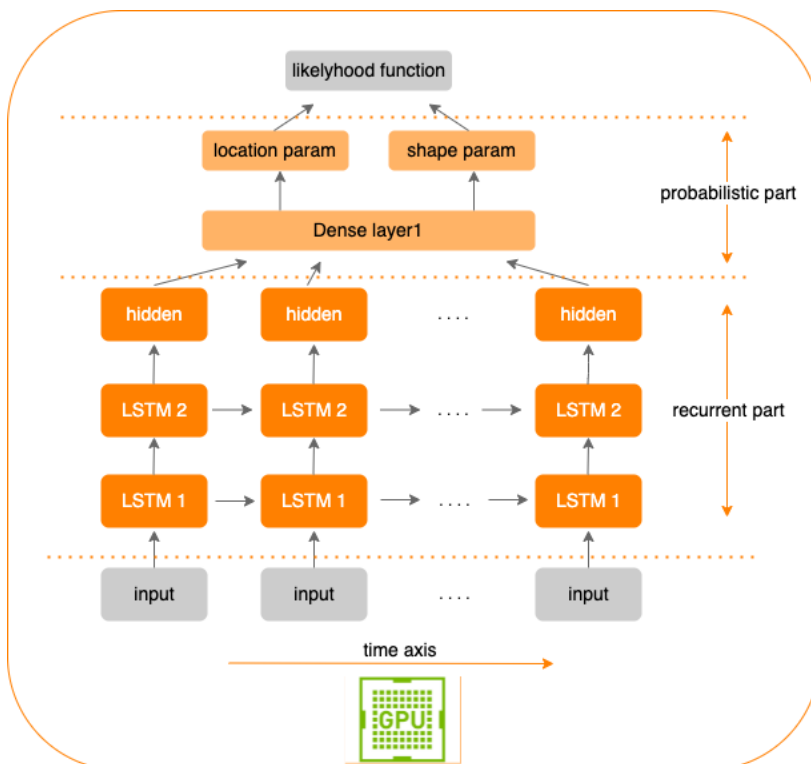 likelyhood function
location param
shape param
probabilistic part
Dense layer1
hidden
hidden
. . . .
hidden
LSTM 2
LSTM 2
. . . .
LSTM 2
recurrent part
LSTM 1
LSTM 1
. . . .
LSTM 1
input
input
. . . .
input
time axis
GPU